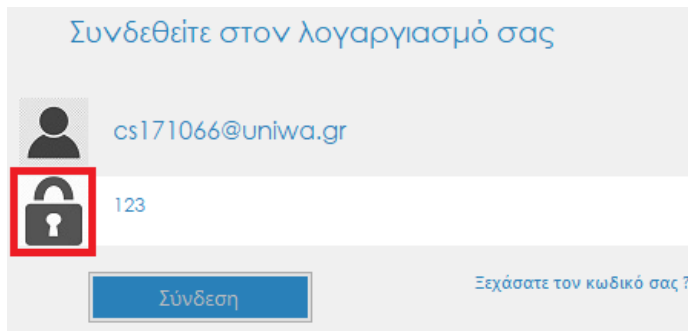 Συνδεθείτε στον λογαργιασμό σας
cs171066@uniwa.gr
123
Σύνδεση
Ξεχάσατε τον κωδικό σας ?